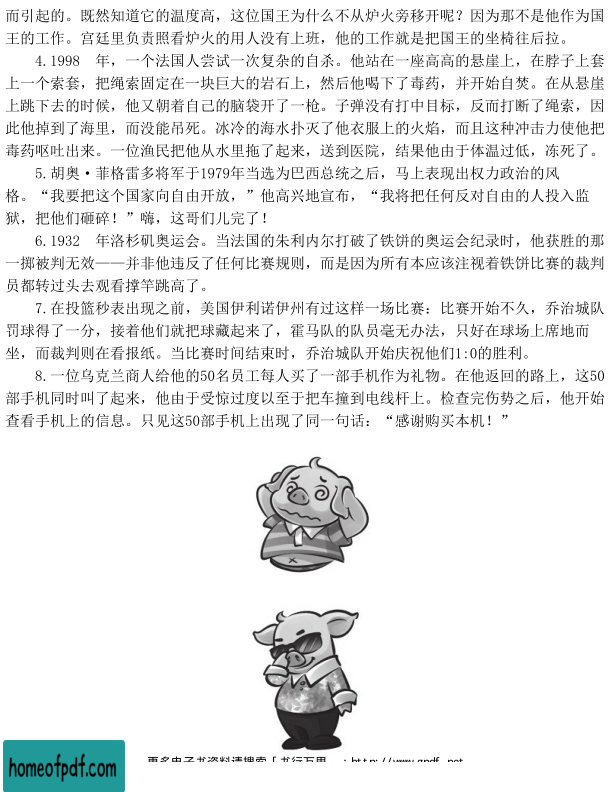 而引起的。既然知道它的温度高，这位国王为什么不从炉火旁移开呢？因为那不是他作为国
王的工作。宫廷里负责照看炉火的用人没有上班，他的工作就是把国王的坐椅往后拉。
4.1998 年，一个法国人尝试一次复杂的自杀。他站在一座高高的悬崖上，在脖子上套
上一个索套，把绳索固定在一块巨大的岩石上，然后他喝下了毒药，并开始自焚。在从悬崖
上跳下去的时候，他又朝着自己的脑袋开了一枪。子弹没有打中目标，反而打断了绳索，因
此他掉到了海里，而没能吊死。冰冷的海水扑灭了他衣服上的火焰，而且这种冲击力使他把
毒药呕吐出来。一位渔民把他从水里拖了起来，送到医院，结果他由于体温过低，冻死了。
5.胡奥·菲格雷多将军于1979年当选为巴西总统之后，马上表现出权力政治的风
格。“我要把这个国家向自由开放，”他高兴地宣布，“我将把任何反对自由的人投入监
狱，把他们砸碎！”嗨，这哥们儿完了！
6.1932 年洛杉矶奥运会。当法国的朱利内尔打破了铁饼的奥运会纪录时，他获胜的那
一掷被判无效——并非他违反了任何比赛规则，而是因为所有本应该注视着铁饼比赛的裁判
员都转过头去观看撑竿跳高了。
7.在投篮秒表出现之前，美国伊利诺伊州有过这样一场比赛：比赛开始不久，乔治城队
罚球得了一分，接着他们就把球藏起来了，霍马队的队员毫无办法，只好在球场上席地而
坐，而裁判则在看报纸。当比赛时间结束时，乔治城队开始庆祝他们1:0的胜利。
8.一位乌克兰商人给他的50名员工每人买了一部手机作为礼物。在他返回的路上，这50
部手机同时叫了起来，他由于受惊过度以至于把车撞到电线杆上。检查完伤势之后，他开始
查看手机上的信息。只见这50部手机上出现了同一句话：“感谢购买本机！”
homeofpdf.com